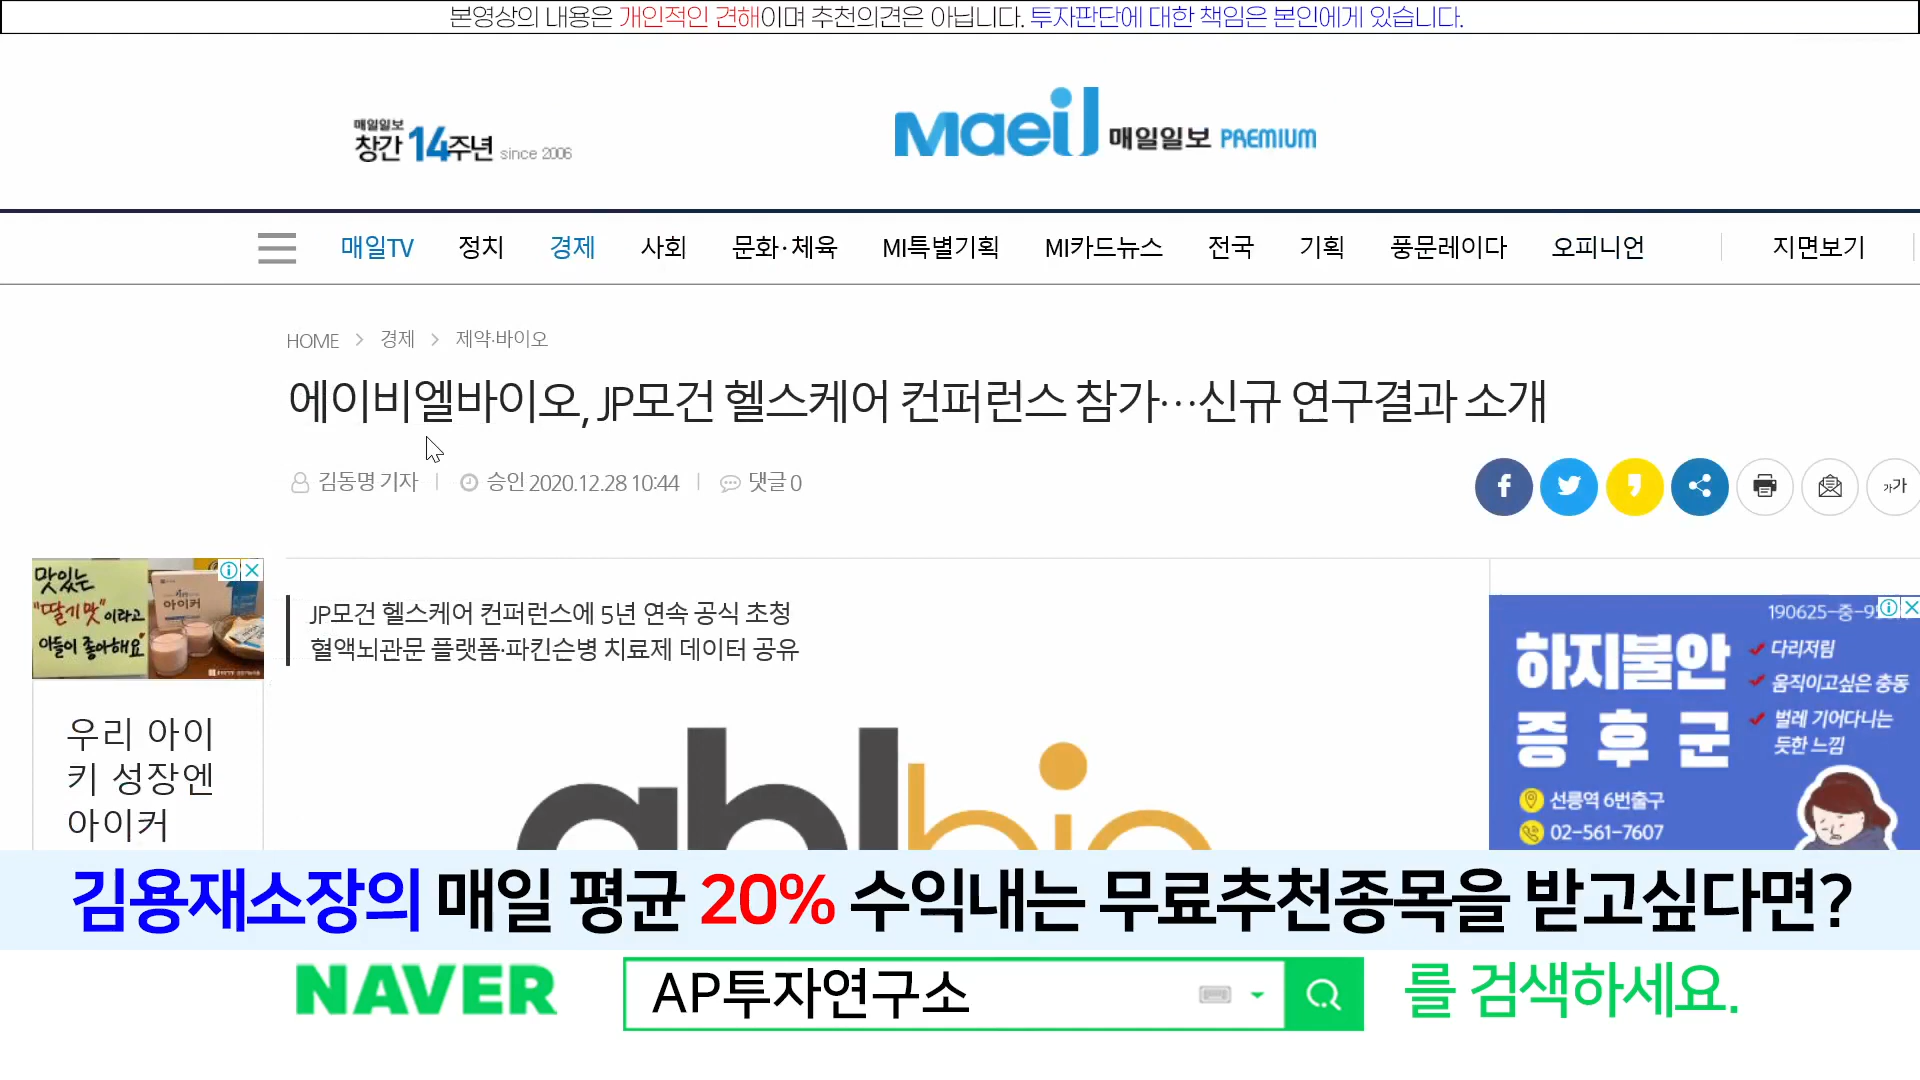 본영상의 내용은 개인적인 견해이며 추천의견은 아닙니다. 투자판단에 대한 책임은 본인에게 있습니다.
매일일보
창간 14주년 since 2006
Maeil 매일일보 PREMIUM
매일TV 정치 경제 사회 문화·체육 MI특별기획 MI카드뉴스 전국 기획 풍문레이다 오피니언 지면보기
HOME > 경제 > 제약·바이오
에이비엘바이오, JP모건 헬스케어 컨퍼런스 참가…신규 연구결과 소개
김동명 기자 승인 2020.12.28 10:44 댓글 0
가가
맛있는
"딸기맛"이라고
아들이 좋아해요
아이커
우리 아이
키 성장엔
아이커
JP모건 헬스케어 컨퍼런스에 5년 연속 공식 초청
혈액뇌관문 플랫폼·파킨슨병 치료제 데이터 공유
ablbio
190625-중-9
하지불안
증후군
다리저림
움직이고싶은 충동
벌레 기어다니는
듯한 느낌
선릉역 6번출구
02-561-7607
김용재소장의 매일 평균 20% 수익내는 무료추천종목을 받고싶다면?
NAVER AP투자연구소 를 검색하세요.